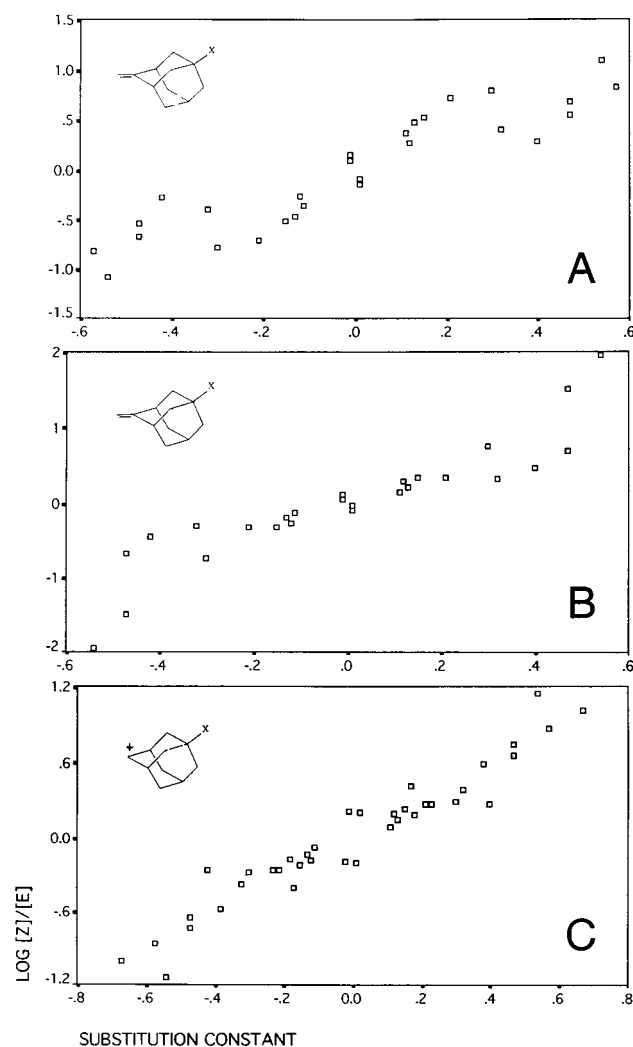 1.5
1.0
.5
0.0
-.5
-1.0
-1.5
X
A
-.6 -.4 -.2 .0 .2 .4 .6
2
1
0
-1
-2
X
B
-.6 -.4 -.2 .0 .2 .4 .6
1.2
.6
0.0
-.6
-1.2
+
X
C
LOG [Z]/[E]
-.8 -.6 -.4 -.2 0.0 .2 .4 .6 .8
SUBSTITUTION CONSTANT